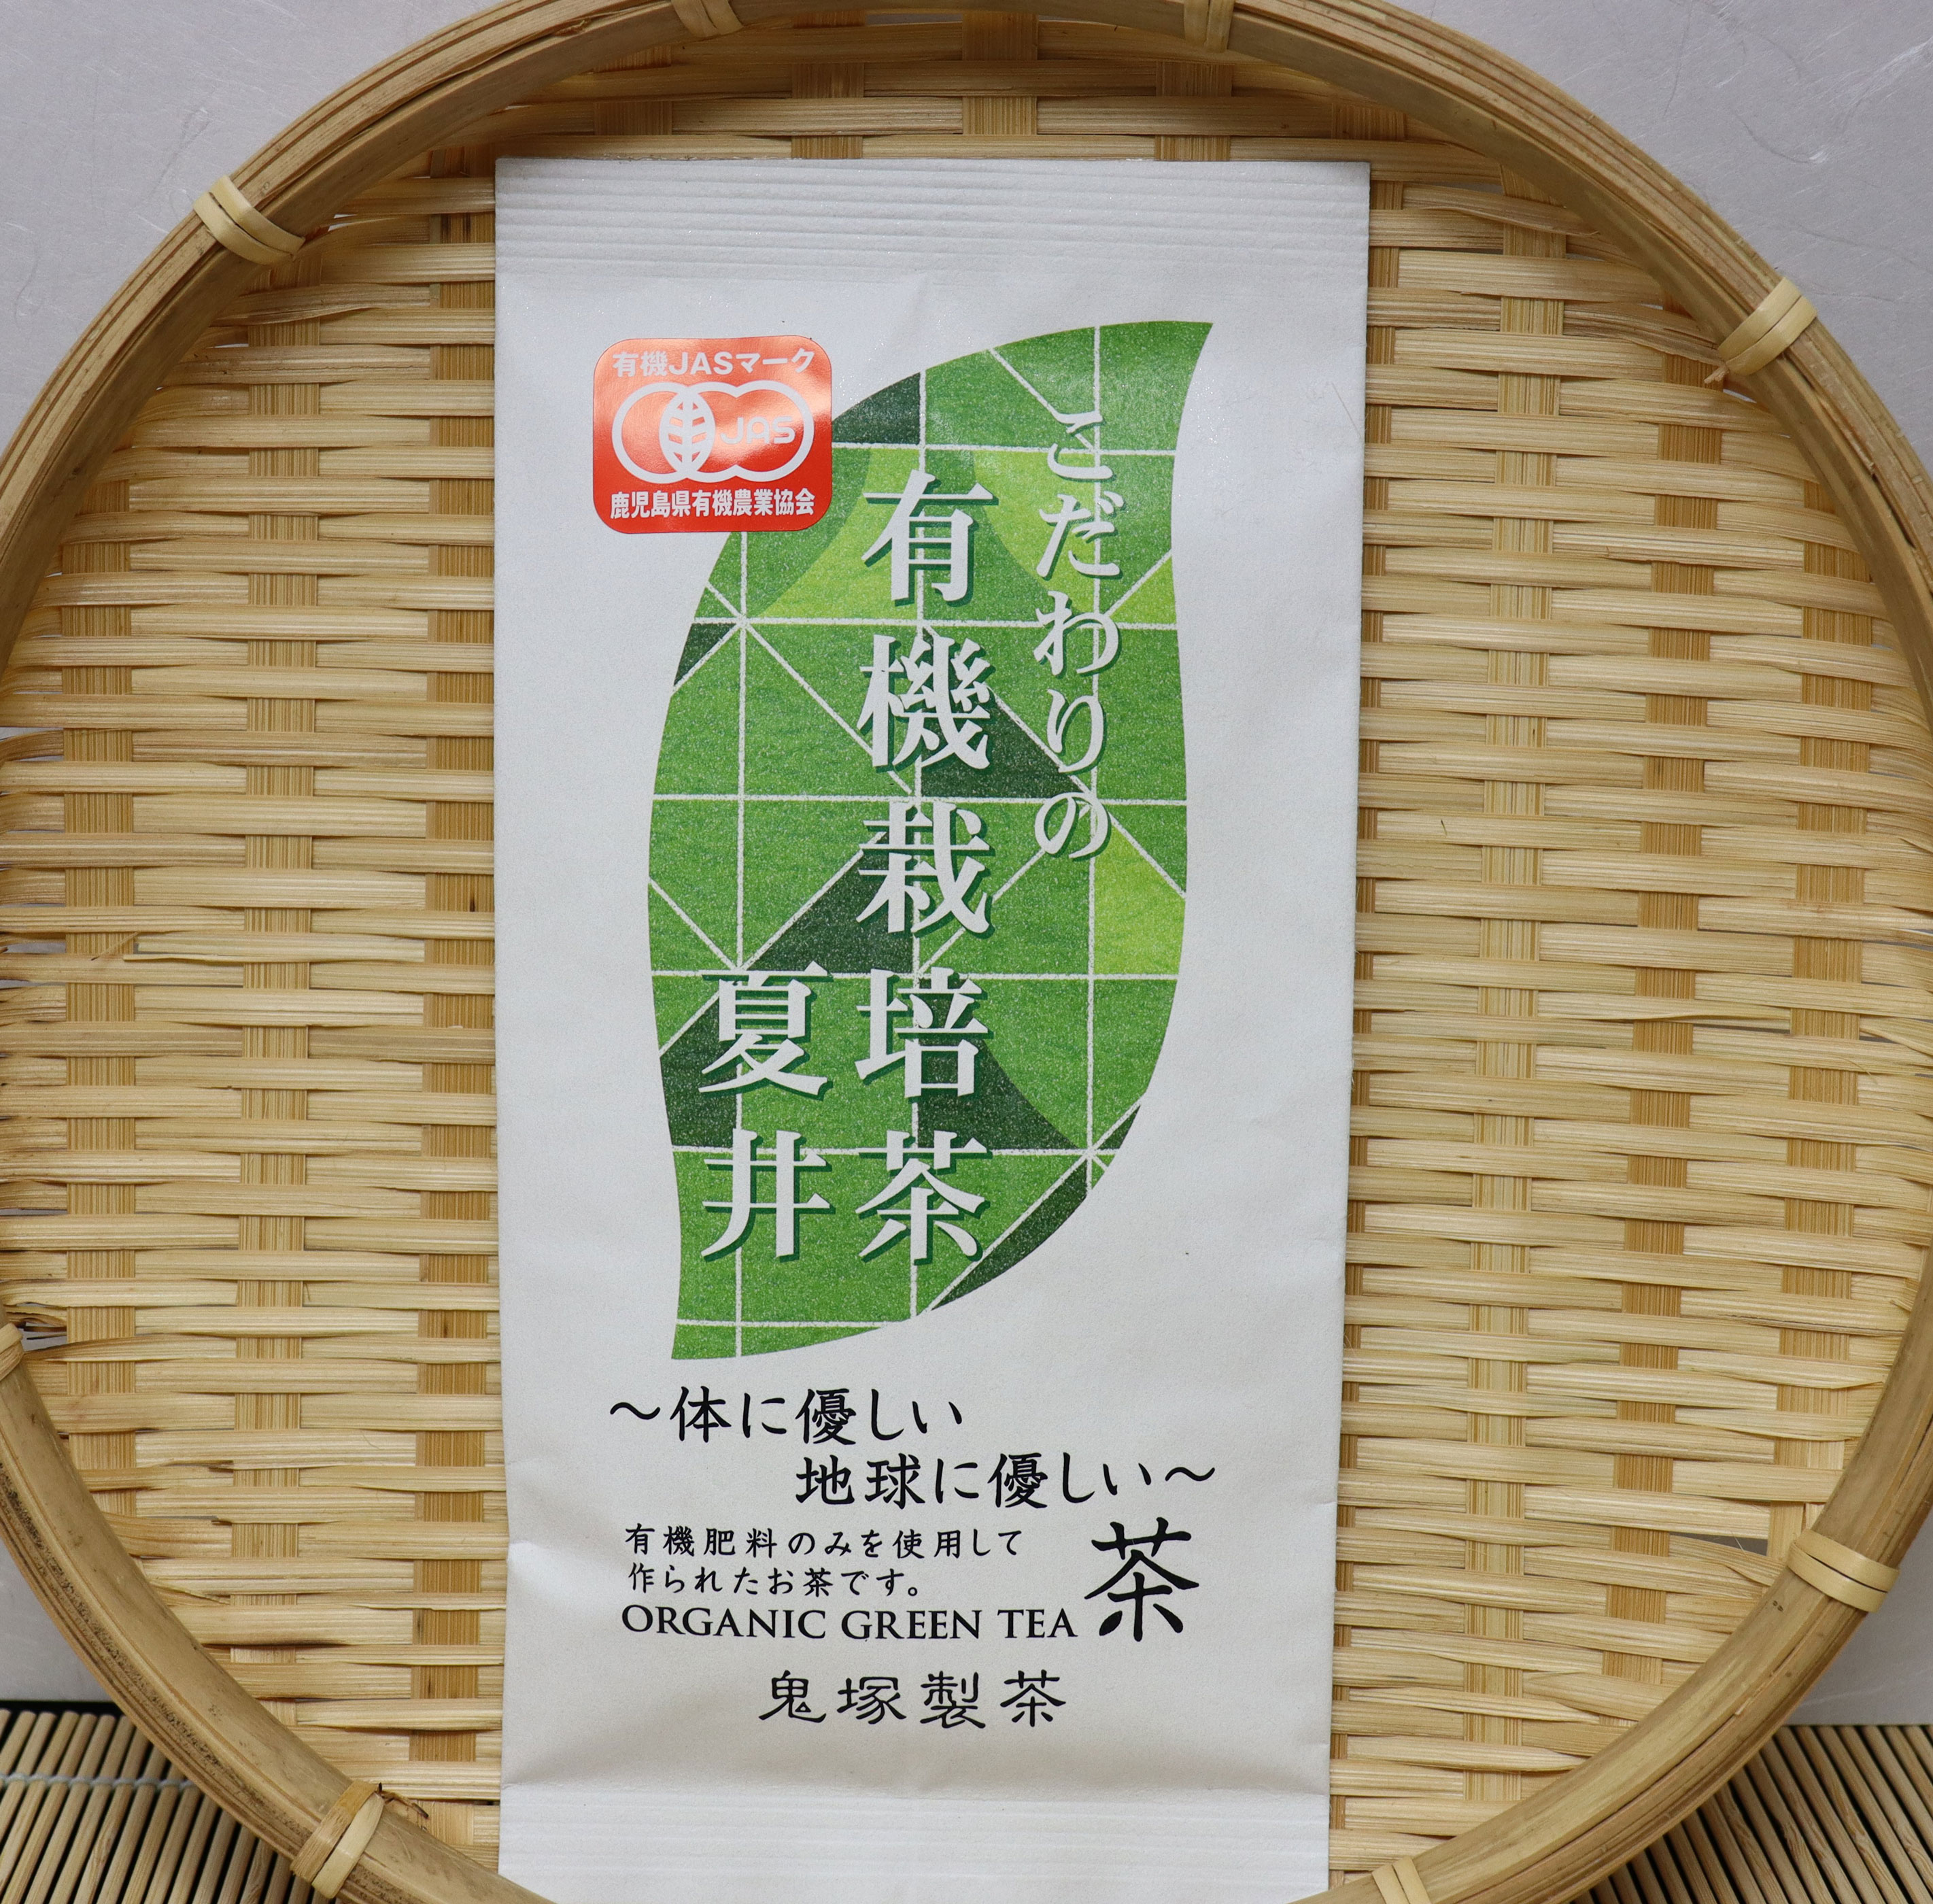 有機JASマーク
JAS
鹿児島県有機農業協会
こだわりの
有機栽培茶
夏井
～体に優しい
地球に優しい～
有機肥料のみを使用して
作られたお茶です。
ORGANIC GREEN TEA
茶
鬼塚製茶